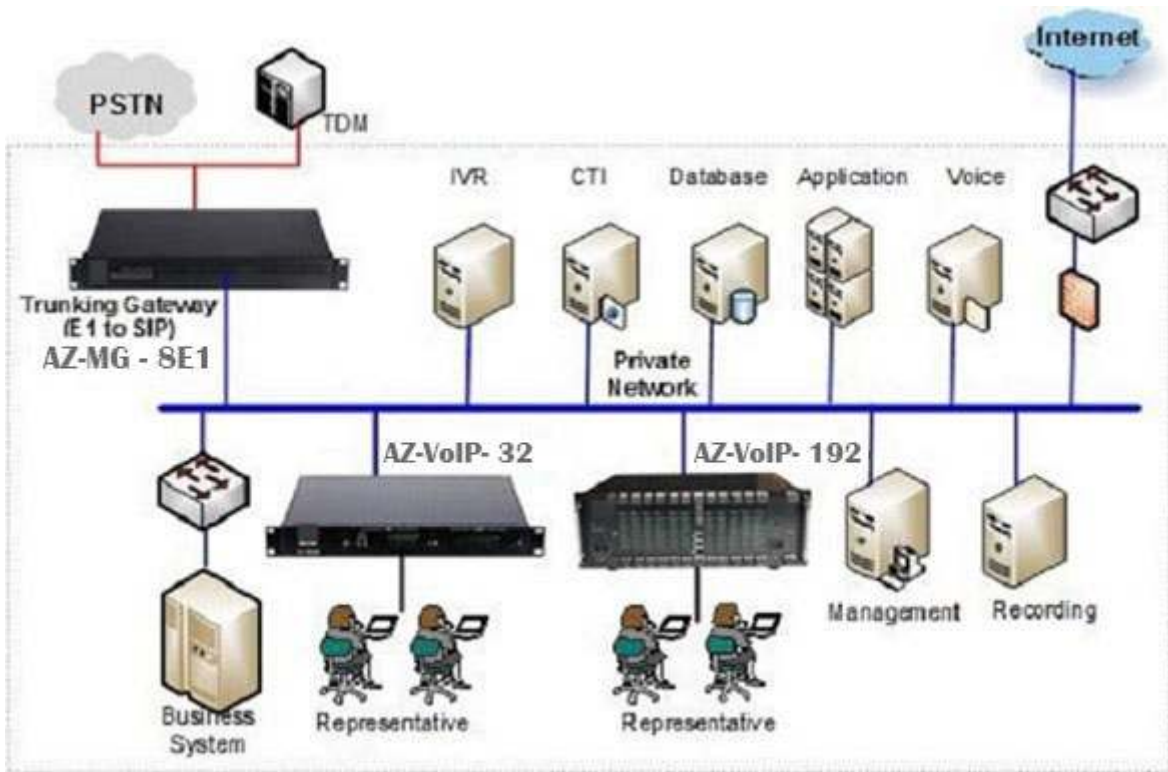 Internet
PSTN
TDM
IVR
CTI
Database
Application
Voice
Trunking Gateway
(E1 to SIP)
AZ-MG - 8E1
Private
Network
AZ-VoIP- 32
AZ-VoIP- 192
Management
Recording
Business
System
Representative
Representative